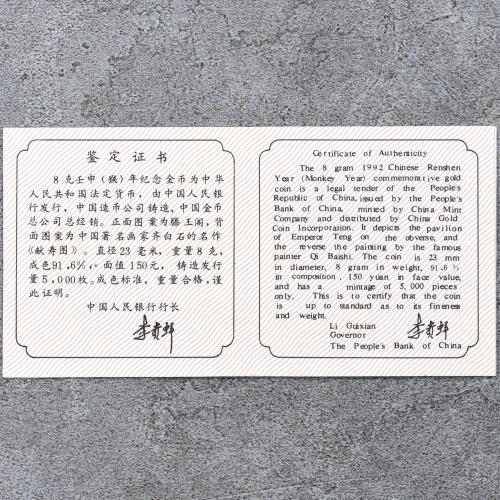 鉴定证书
8克壬申(猴)年纪念金币为中华
人民共和国法定货币，由中国人民银
行发行，中国造币公司铸造，中国金币
总公司总经销。正面图案为滕王阁，背
面图案为中国著名画家齐白石的名作
《献寿图》。直径23毫米，重量8克，
成色91.6%。面值150元，铸造发行
量5,000枚。成色标准，重量合格，谨
此证明。
中国人民银行行长
李贵鲜
Certificate of Authenticity
The 8 gram 1992 Chinese Renshen
Year (Monkey Year) commemorative gold
coin is a legal tender of the People's
Republic of China,issued by the People's
Bank of China, minted by China Mint
Company and distributed by China Gold
Coin Incorporation. It depicts the pavilion
of Emperor Teng on the obverse, and
the reverse the painting by the famous
painter Qi Baishi. The coin is 23 mm
in diameter, 8 gram in weight, 91.6 %
in composition, 150 yuan in face value,
and has a mintage of 5,000 pieces
only. This is to certify that the coin
is up to standard as to its fineness
and weight.
Li Guixian
李贵鲜
Governor
The People's Bank of China